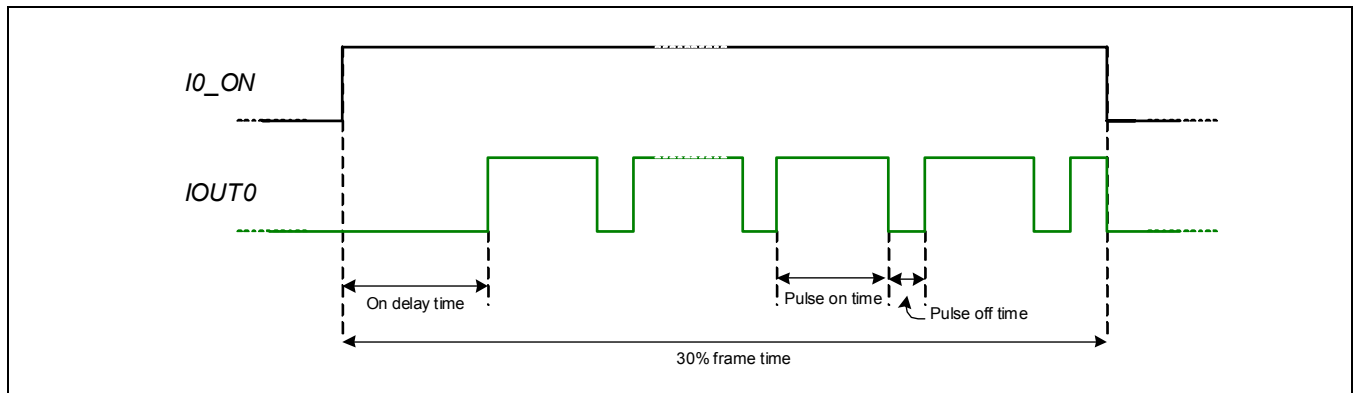 I0_ON
IOUT0
On delay time
Pulse on time
Pulse off time
30% frame time